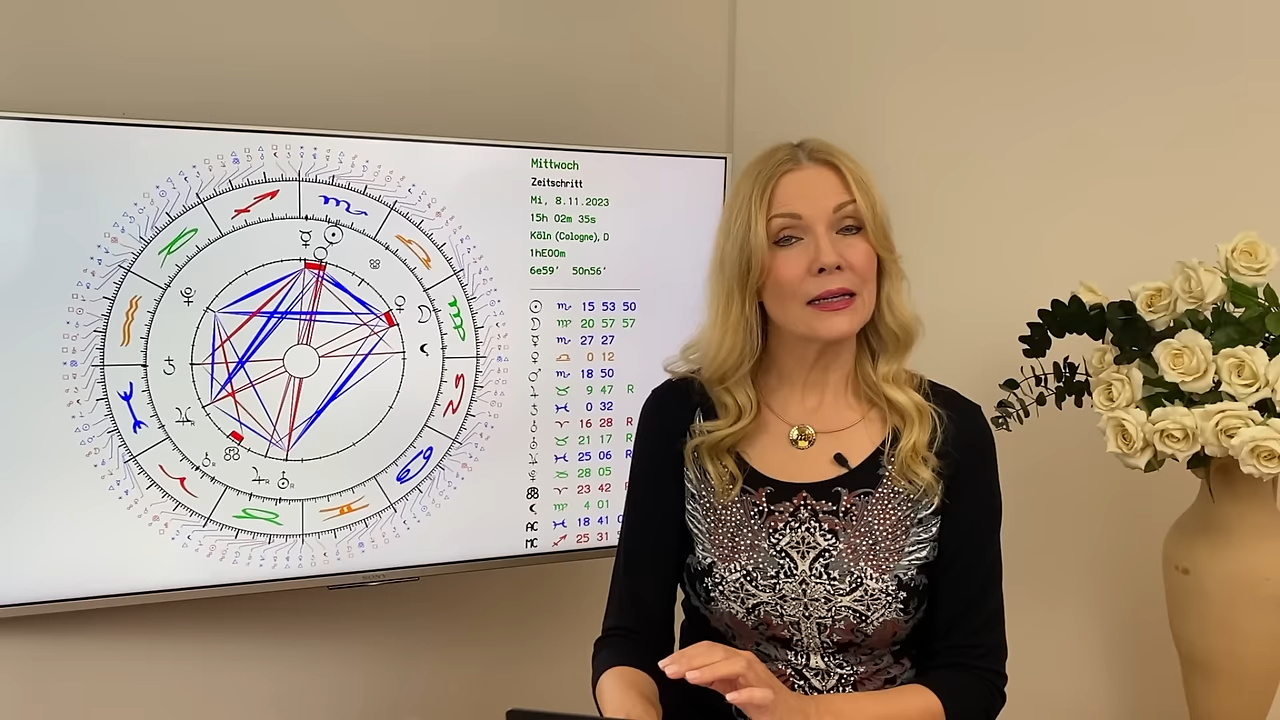 Mittwoch
Zeitschritt
Mi, 8.11.2023
15h 02m 35s
Köln (Cologne), D
1hE00m
6e59' 50n56'
☉ ♏ 15 53 50
☽ ♍ 20 57 57
☿ ♏ 27 27
♀ ♎ 0 12
♂ ♏ 18 50
♃ ♉ 9 47 R
♄ ♓ 0 32
⚷ ♈ 16 28 R
♅ ♉ 21 17 R
♆ ♓ 25 06 R
♇ ♑ 28 05
☊ ♈ 23 42 R
⚸ ♍ 4 01
AC ♓ 18 41
MC ♐ 25 31
SONY